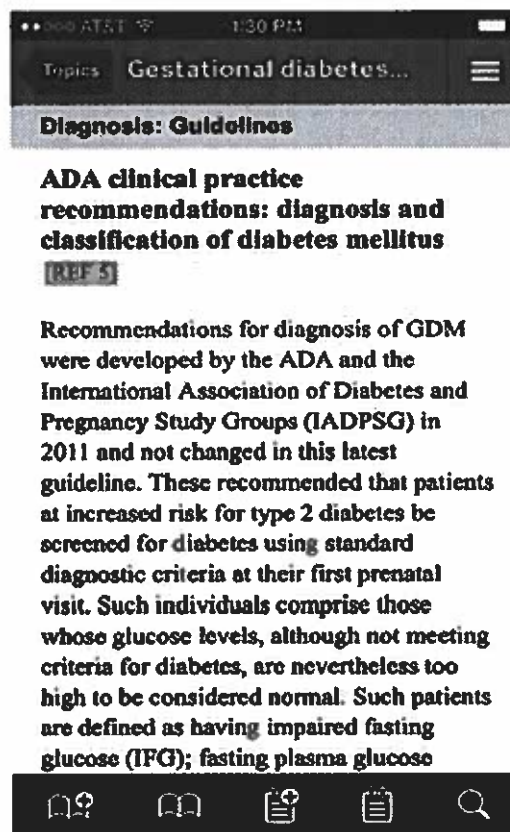 AT&T 1:30 PM
Topics Gestational diabetes...
Diagnosis: Guidelines
ADA clinical practice
recommendations: diagnosis and
classification of diabetes mellitus
[REF 5]
Recommendations for diagnosis of GDM
were developed by the ADA and the
International Association of Diabetes and
Pregnancy Study Groups (IADPSG) in
2011 and not changed in this latest
guideline. These recommended that patients
at increased risk for type 2 diabetes be
screened for diabetes using standard
diagnostic criteria at their first prenatal
visit. Such individuals comprise those
whose glucose levels, although not meeting
criteria for diabetes, are nevertheless too
high to be considered normal. Such patients
are defined as having impaired fasting
glucose (IFG); fasting plasma glucose